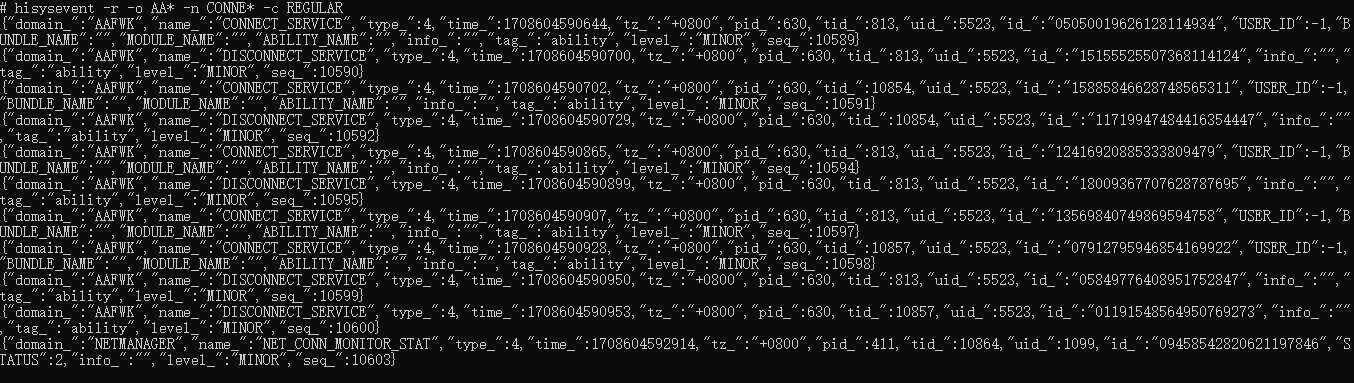 # hisysevent -r -o AA* -n CONNE* -c REGULAR
{"domain_":"AAFWK","name_":"CONNECT_SERVICE","type_":4,"time_":1708604590644,"tz_":"+0800","pid_":630,"tid_":813,"uid_":5523,"id_":"05050019626128114934","USER_ID":-1,"B
UNDLE_NAME":"","MODULE_NAME":"","ABILITY_NAME":"","info_":"","tag_":"ability","level_":"MINOR","seq_":10589}
{"domain_":"AAFWK","name_":"DISCONNECT_SERVICE","type_":4,"time_":1708604590700,"tz_":"+0800","pid_":630,"tid_":813,"uid_":5523,"id_":"15155525507368114124","info_":"","
tag_":"ability","level_":"MINOR","seq_":10590}
{"domain_":"AAFWK","name_":"CONNECT_SERVICE","type_":4,"time_":1708604590702,"tz_":"+0800","pid_":630,"tid_":10854,"uid_":5523,"id_":"15885846628748565311","USER_ID":-1,
"BUNDLE_NAME":"","MODULE_NAME":"","ABILITY_NAME":"","info_":"","tag_":"ability","level_":"MINOR","seq_":10591}
{"domain_":"AAFWK","name_":"DISCONNECT_SERVICE","type_":4,"time_":1708604590729,"tz_":"+0800","pid_":630,"tid_":10854,"uid_":5523,"id_":"11719947484416354447","info_":""
,"tag_":"ability","level_":"MINOR","seq_":10592}
{"domain_":"AAFWK","name_":"CONNECT_SERVICE","type_":4,"time_":1708604590865,"tz_":"+0800","pid_":630,"tid_":813,"uid_":5523,"id_":"12416920885333809479","USER_ID":-1,"B
UNDLE_NAME":"","MODULE_NAME":"","ABILITY_NAME":"","info_":"","tag_":"ability","level_":"MINOR","seq_":10594}
{"domain_":"AAFWK","name_":"DISCONNECT_SERVICE","type_":4,"time_":1708604590899,"tz_":"+0800","pid_":630,"tid_":813,"uid_":5523,"id_":"18009367707628787695","info_":"","
tag_":"ability","level_":"MINOR","seq_":10595}
{"domain_":"AAFWK","name_":"CONNECT_SERVICE","type_":4,"time_":1708604590907,"tz_":"+0800","pid_":630,"tid_":813,"uid_":5523,"id_":"13569840749869594758","USER_ID":-1,"B
UNDLE_NAME":"","MODULE_NAME":"","ABILITY_NAME":"","info_":"","tag_":"ability","level_":"MINOR","seq_":10597}
{"domain_":"AAFWK","name_":"CONNECT_SERVICE","type_":4,"time_":1708604590928,"tz_":"+0800","pid_":630,"tid_":10857,"uid_":5523,"id_":"07912795946854169922","USER_ID":-1,
"BUNDLE_NAME":"","MODULE_NAME":"","ABILITY_NAME":"","info_":"","tag_":"ability","level_":"MINOR","seq_":10598}
{"domain_":"AAFWK","name_":"DISCONNECT_SERVICE","type_":4,"time_":1708604590950,"tz_":"+0800","pid_":630,"tid_":813,"uid_":5523,"id_":"05849776408951752847","info_":"","
tag_":"ability","level_":"MINOR","seq_":10599}
{"domain_":"AAFWK","name_":"DISCONNECT_SERVICE","type_":4,"time_":1708604590953,"tz_":"+0800","pid_":630,"tid_":10857,"uid_":5523,"id_":"01191548564950769273","info_":""
,"tag_":"ability","level_":"MINOR","seq_":10600}
{"domain_":"NETMANAGER","name_":"NET_CONN_MONITOR_STAT","type_":4,"time_":1708604592914,"tz_":"+0800","pid_":411,"tid_":10864,"uid_":1099,"id_":"09458542820621197846","S
TATUS":2,"info_":"","level_":"MINOR","seq_":10603}